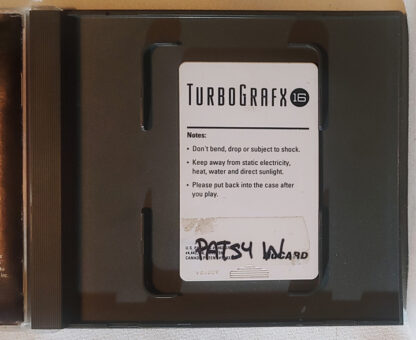 TURBOGRAFX 16
Notes:
• Don't bend, drop or subject to shock.
• Keep away from static electricity,
heat, water and direct sunlight.
• Please put back into the case after
you play.
PATSY W.
HUCARD